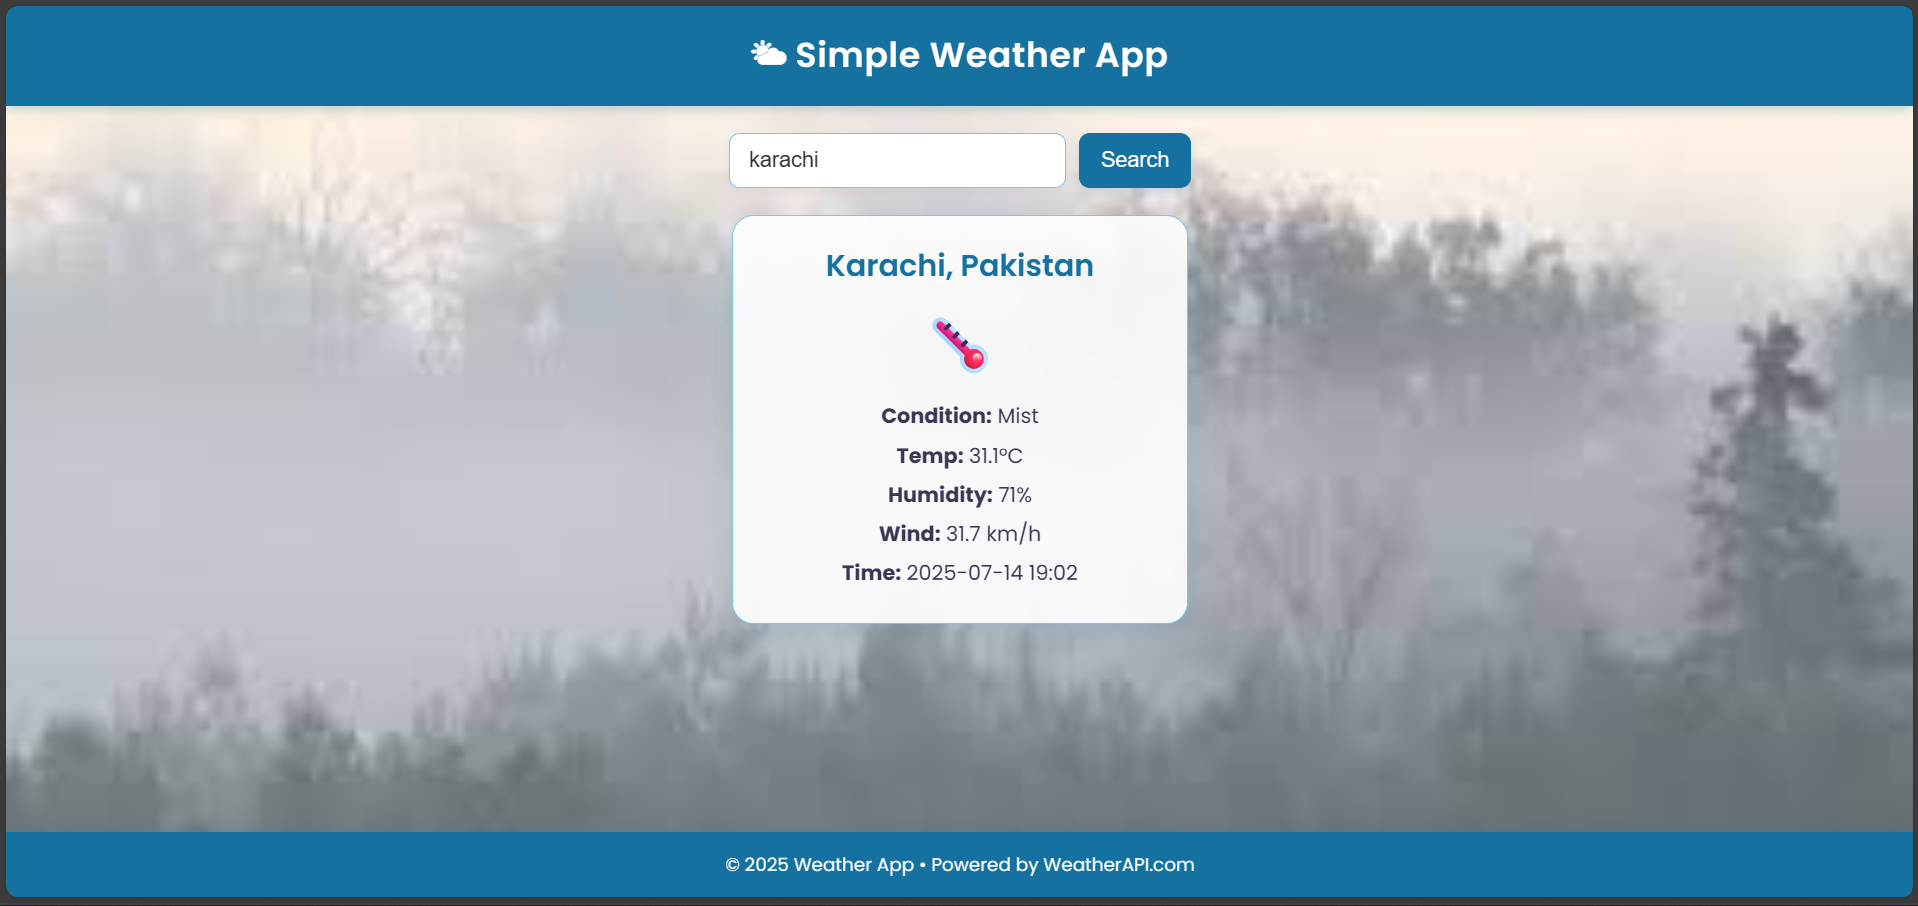 Simple Weather App
karachi
Search
Karachi, Pakistan
Condition: Mist
Temp: 31.1°C
Humidity: 71%
Wind: 31.7 km/h
Time: 2025-07-14 19:02
© 2025 Weather App • Powered by WeatherAPI.com